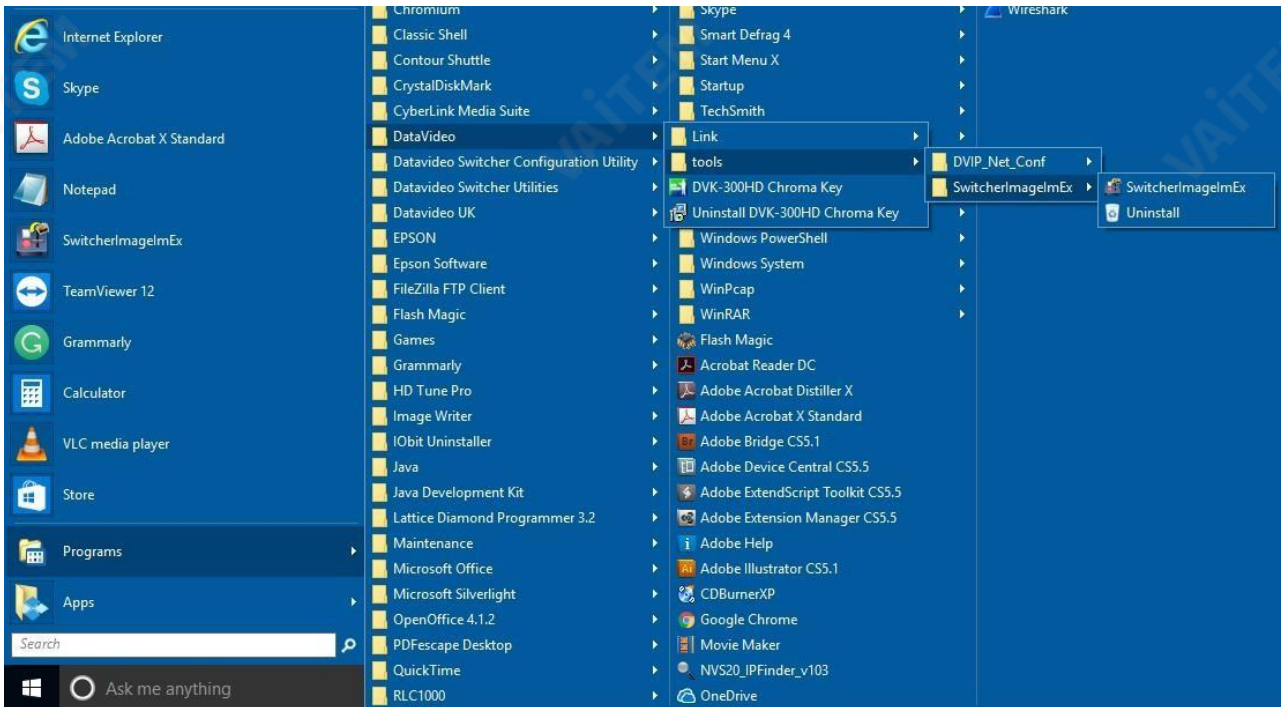 Internet Explorer
Skype
Adobe Acrobat X Standard
Notepad
SwitcherImageImEx
TeamViewer 12
Grammarly
Calculator
VLC media player
Store
Programs
Apps
Search
Ask me anything
Chromium
Classic Shell
Contour Shuttle
CrystalDiskMark
CyberLink Media Suite
DataVideo
Datavideo Switcher Configuration Utility
Datavideo Switcher Utilities
Datavideo UK
EPSON
Epson Software
FileZilla FTP Client
Flash Magic
Games
Grammarly
HD Tune Pro
Image Writer
IObit Uninstaller
Java
Java Development Kit
Lattice Diamond Programmer 3.2
Maintenance
Microsoft Office
Microsoft Silverlight
OpenOffice 4.1.2
PDFescape Desktop
QuickTime
RLC1000
Skype
Smart Defrag 4
Start Menu X
Startup
TechSmith
Link
tools
DVK-300HD Chroma Key
Uninstall DVK-300HD Chroma Key
Windows PowerShell
Windows System
WinPcap
WinRAR
Flash Magic
Acrobat Reader DC
Adobe Acrobat Distiller X
Adobe Acrobat X Standard
Adobe Bridge CS5.1
Adobe Device Central CS5.5
Adobe ExtendScript Toolkit CS5.5
Adobe Extension Manager CS5.5
Adobe Help
Adobe Illustrator CS5.1
CDBurnerXP
Google Chrome
Movie Maker
NVS20_IPFinder_v103
OneDrive
Wireshark
DVIP_Net_Conf
SwitcherImageImEx
SwitcherImageImEx
Uninstall